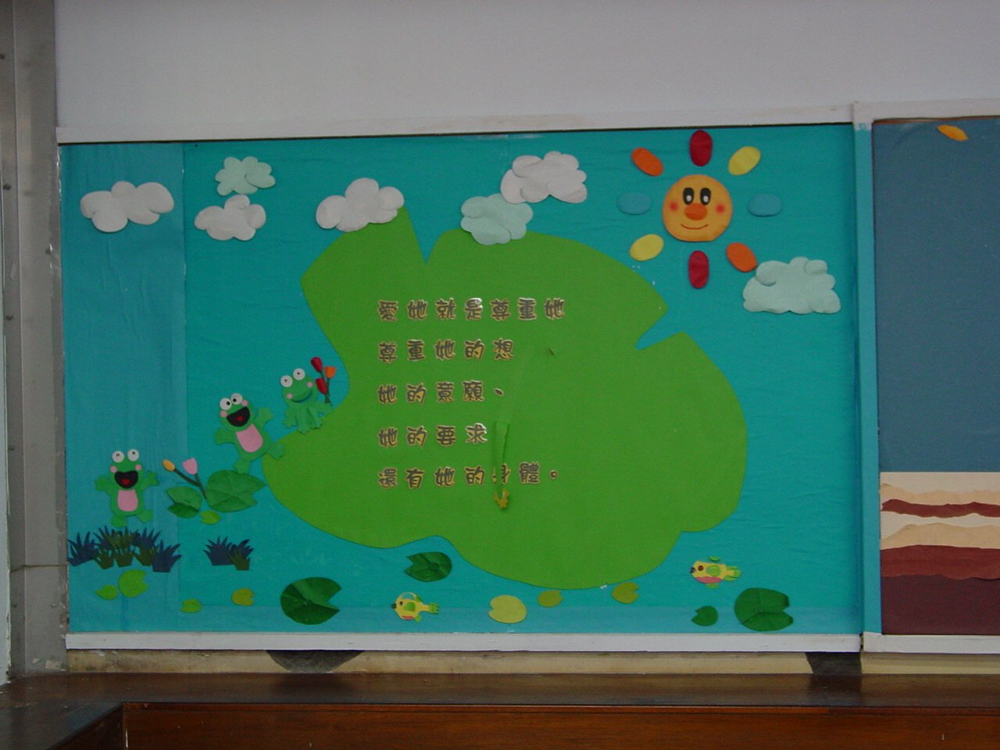 愛她就是尊重她
尊重她的想
她的意願、
她的要求
還有她的身體。